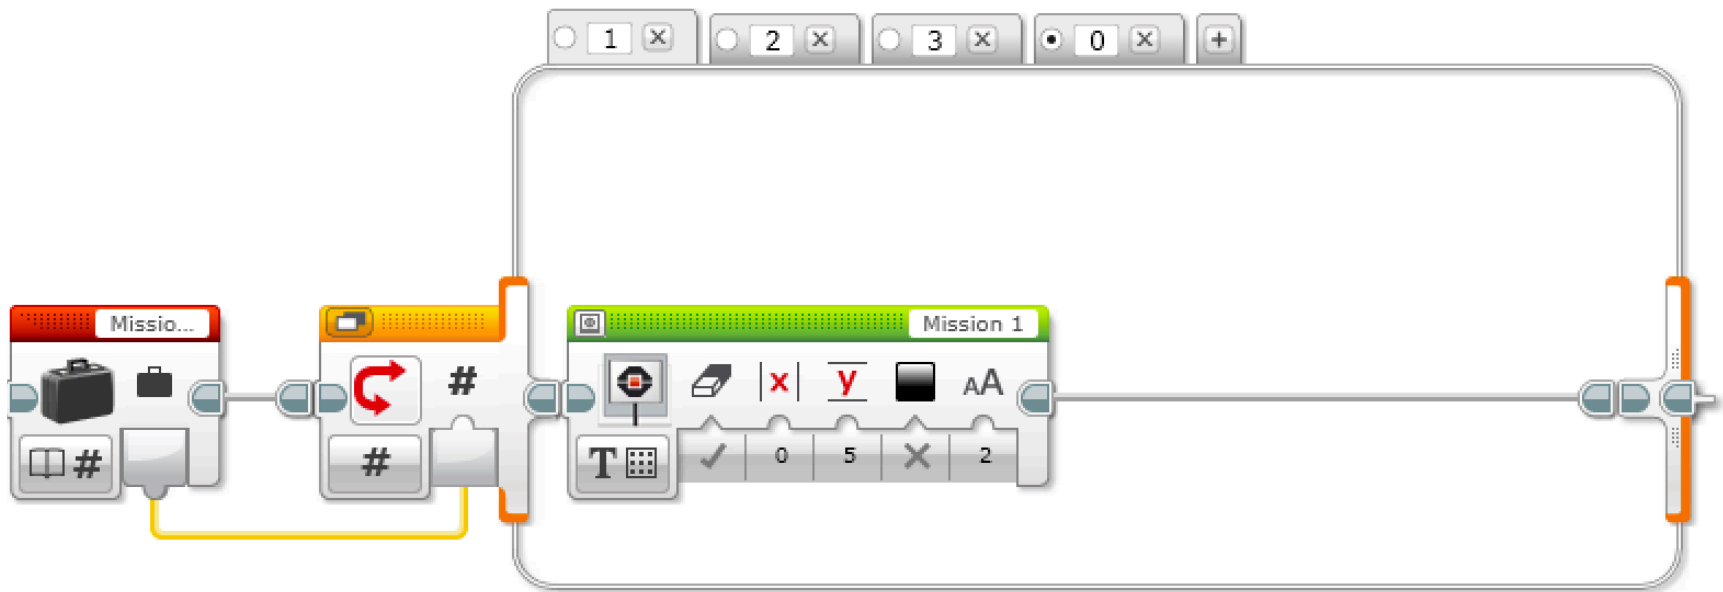 1 2 3 0 +
Missio...
Mission 1
# x y AA
# # T 0 5 2